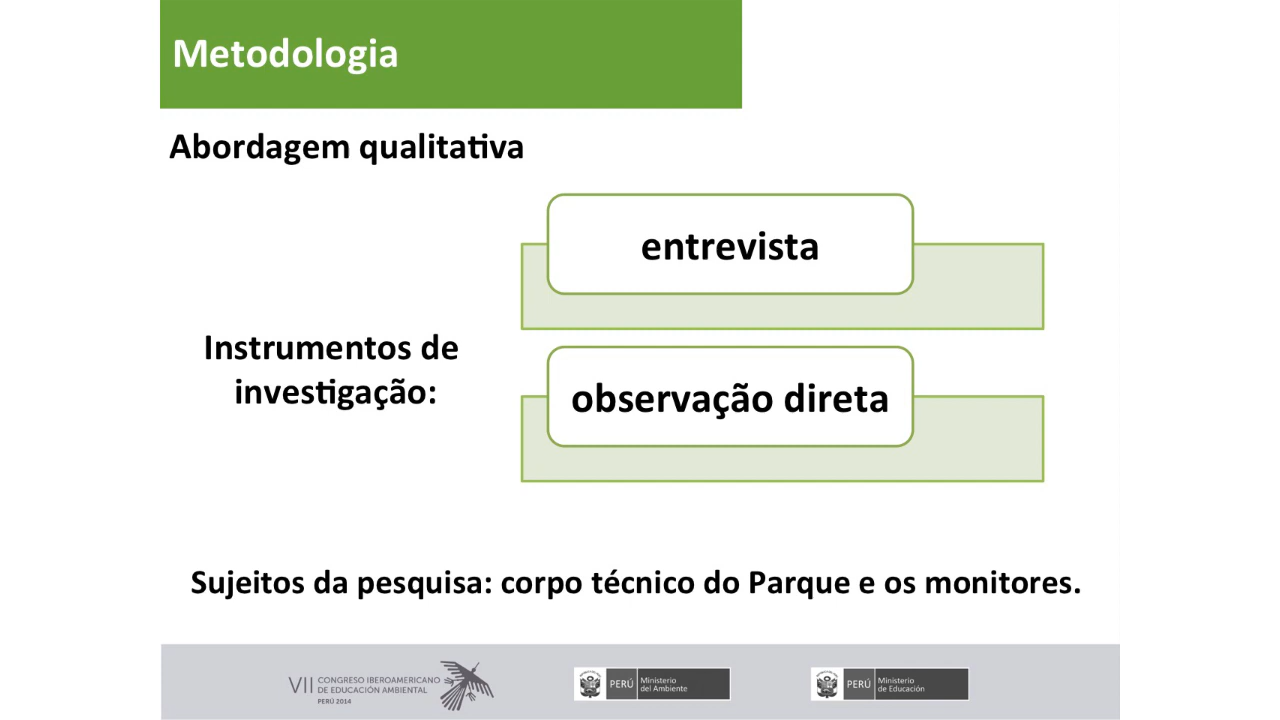 Metodologia
Abordagem qualitativa
entrevista
Instrumentos de
investigação:
observação direta
Sujeitos da pesquisa: corpo técnico do Parque e os monitores.
VII CONGRESO IBEROAMERICANO
DE EDUCACIÓN AMBIENTAL
PERÚ 2014
PERÚ Ministerio
del Ambiente
PERÚ Ministerio
de Educación